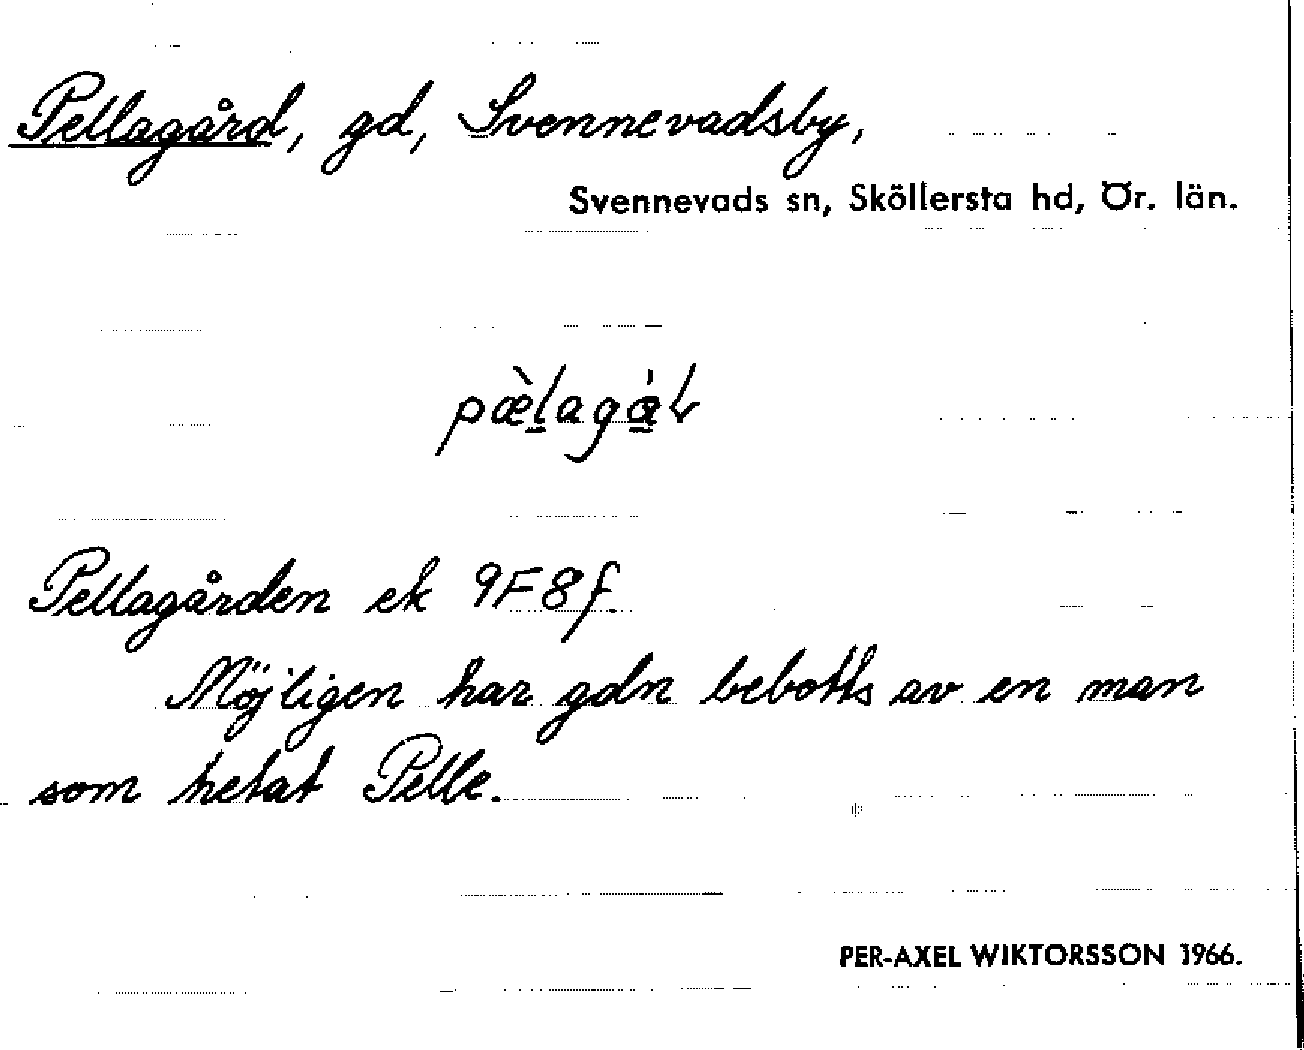 Pellagård, gd, Svennevadsby,
Svennevads sn, Sköllersta hd, Ör. län.
pæ̀lagá̠ɫ
Pellagården ek 9F8f
Möjligen har gdn bebotts av en man
som hetat Pelle.
PER-AXEL WIKTORSSON 1966.